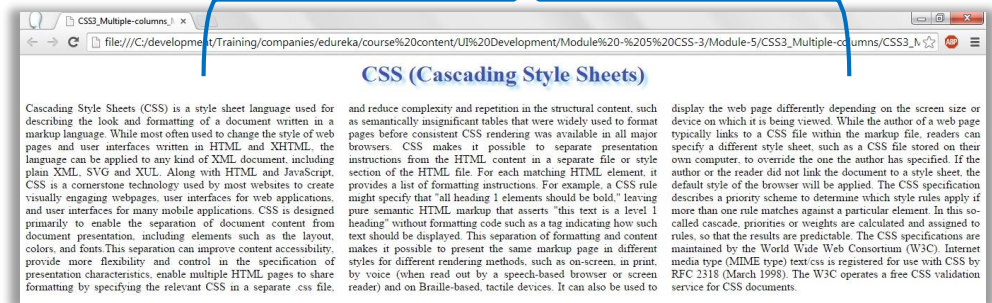 CSS3_Multiple-columns_
file:///C:/development/Training/companies/edureka/course%20content/UI%20Development/Module%20-%205%20CSS-3/Module-5/CSS3_Multiple-columns/CSS3_M
ABP
CSS (Cascading Style Sheets)
Cascading Style Sheets (CSS) is a style sheet language used for
describing the look and formatting of a document written in a
markup language. While most often used to change the style of web
pages and user interfaces written in HTML and XHTML, the
language can be applied to any kind of XML document, including
plain XML, SVG and XUL. Along with HTML and JavaScript,
CSS is a cornerstone technology used by most websites to create
visually engaging webpages, user interfaces for web applications,
and user interfaces for many mobile applications. CSS is designed
primarily to enable the separation of document content from
document presentation, including elements such as the layout,
colors, and fonts.This separation can improve content accessibility,
provide more flexibility and control in the specification of
presentation characteristics, enable multiple HTML pages to share
formatting by specifying the relevant CSS in a separate .css file,
and reduce complexity and repetition in the structural content, such
as semantically insignificant tables that were widely used to format
pages before consistent CSS rendering was available in all major
browsers. CSS makes it possible to separate presentation
instructions from the HTML content in a separate file or style
section of the HTML file. For each matching HTML element, it
provides a list of formatting instructions. For example, a CSS rule
might specify that "all heading 1 elements should be bold," leaving
pure semantic HTML markup that asserts "this text is a level 1
heading" without formatting code such as a tag indicating how such
text should be displayed. This separation of formatting and content
makes it possible to present the same markup page in different
styles for different rendering methods, such as on-screen, in print,
by voice (when read out by a speech-based browser or screen
reader) and on Braille-based, tactile devices. It can also be used to
display the web page differently depending on the screen size or
device on which it is being viewed. While the author of a web page
typically links to a CSS file within the markup file, readers can
specify a different style sheet, such as a CSS file stored on their
own computer, to override the one the author has specified. If the
author or the reader did not link the document to a style sheet, the
default style of the browser will be applied. The CSS specification
describes a priority scheme to determine which style rules apply if
more than one rule matches against a particular element. In this so-
called cascade, priorities or weights are calculated and assigned to
rules, so that the results are predictable. The CSS specifications are
maintained by the World Wide Web Consortium (W3C). Internet
media type (MIME type) text/css is registered for use with CSS by
RFC 2318 (March 1998). The W3C operates a free CSS validation
service for CSS documents.